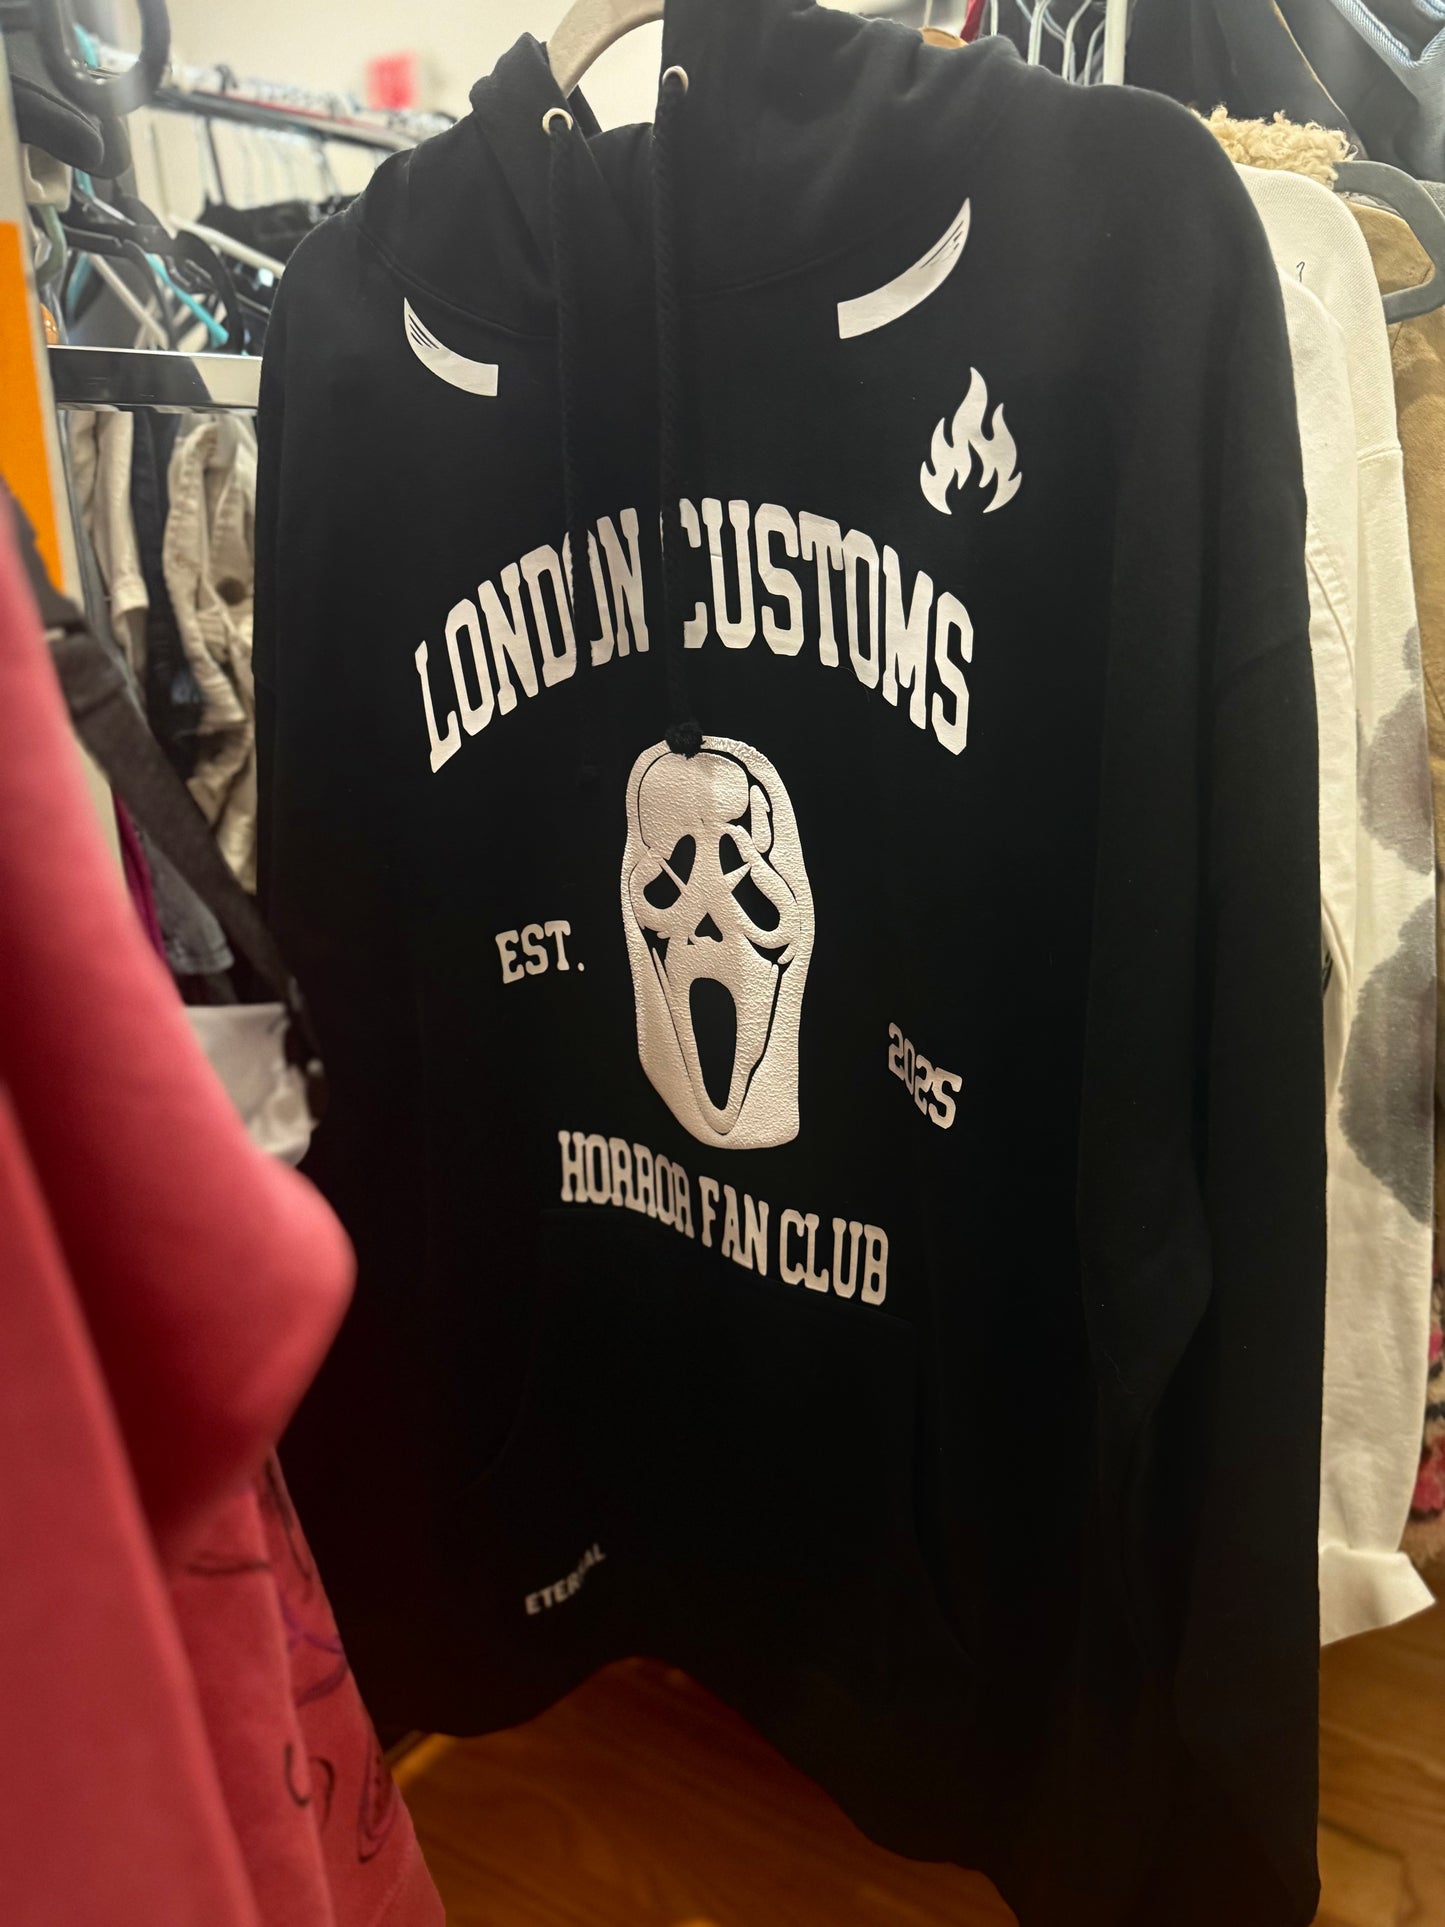 LONDON CUSTOMS
EST.
2025
HORROR FAN CLUB
ETERNAL